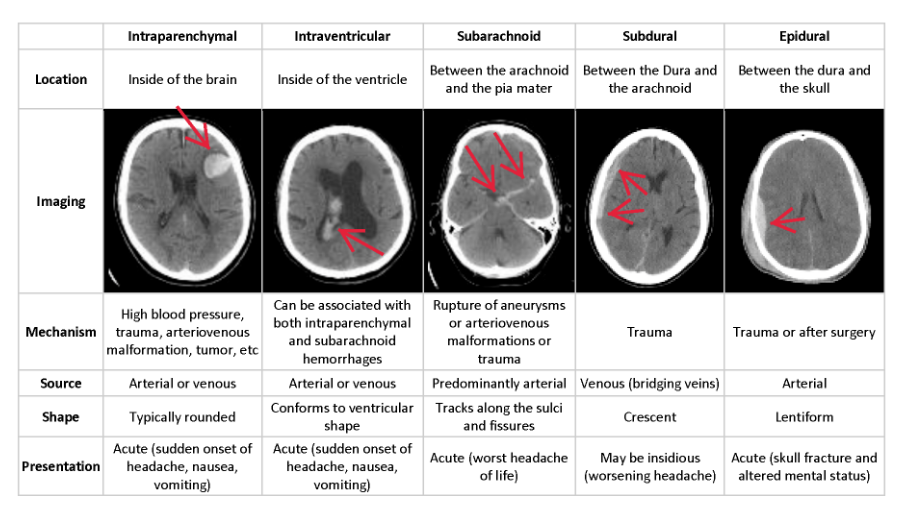 Intraparenchymal Intraventricular Subarachnoid Subdural Epidural
Location
Inside of the brain
Inside of the ventricle
Between the arachnoid
and the pia mater
Between the Dura and
the arachnoid
Between the dura and
the skull
Imaging
Mechanism
High blood pressure,
trauma, arteriovenous
malformation, tumor, etc
Can be associated with
both intraparenchymal
and subarachnoid
hemorrhages
Rupture of aneurysms
or arteriovenous
malformations or
trauma
Trauma
Trauma or after surgery
Source
Arterial or venous
Arterial or venous
Predominantly arterial
Venous (bridging veins)
Arterial
Shape
Typically rounded
Conforms to ventricular
shape
Tracks along the sulci
and fissures
Crescent
Lentiform
Presentation
Acute (sudden onset of
headache, nausea,
vomiting)
Acute (sudden onset of
headache, nausea,
vomiting)
Acute (worst headache
of life)
May be insidious
(worsening headache)
Acute (skull fracture and
altered mental status)